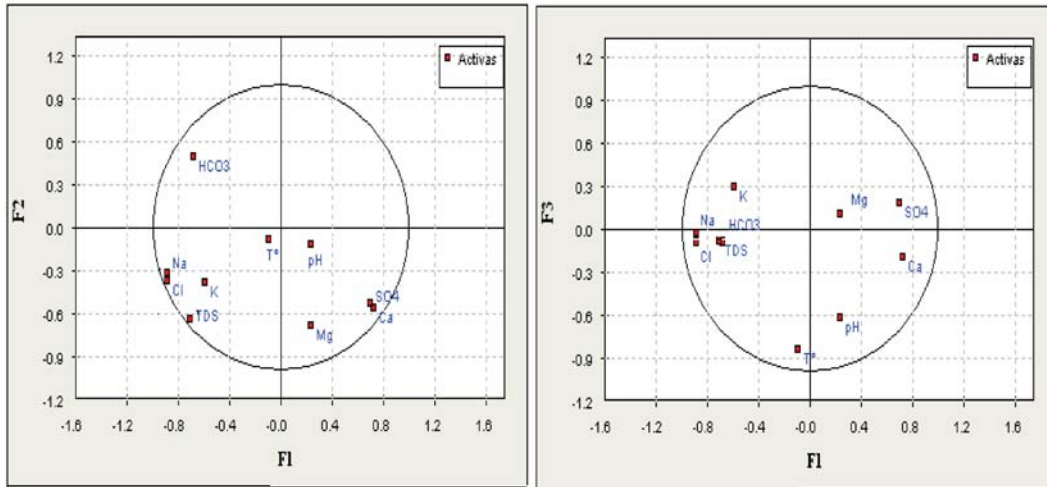 1.2
Activas
0.9
0.6
HCO3
0.3
F2
0.0
T°
pH
-0.3
Na
Cl
K
SO4
-0.6
TDS
Ca
Mg
-0.9
-1.2
-1.6 -1.2 -0.8 -0.4 -0.0 0.4 0.8 1.2 1.6
F1
1.2
Activas
0.9
0.6
0.3
K
Mg
SO4
F3
0.0
Na
HCO3
Cl
TDS
Ca
-0.3
-0.6
pH
-0.9
T°
-1.2
-1.6 -1.2 -0.8 -0.4 -0.0 0.4 0.8 1.2 1.6
F1